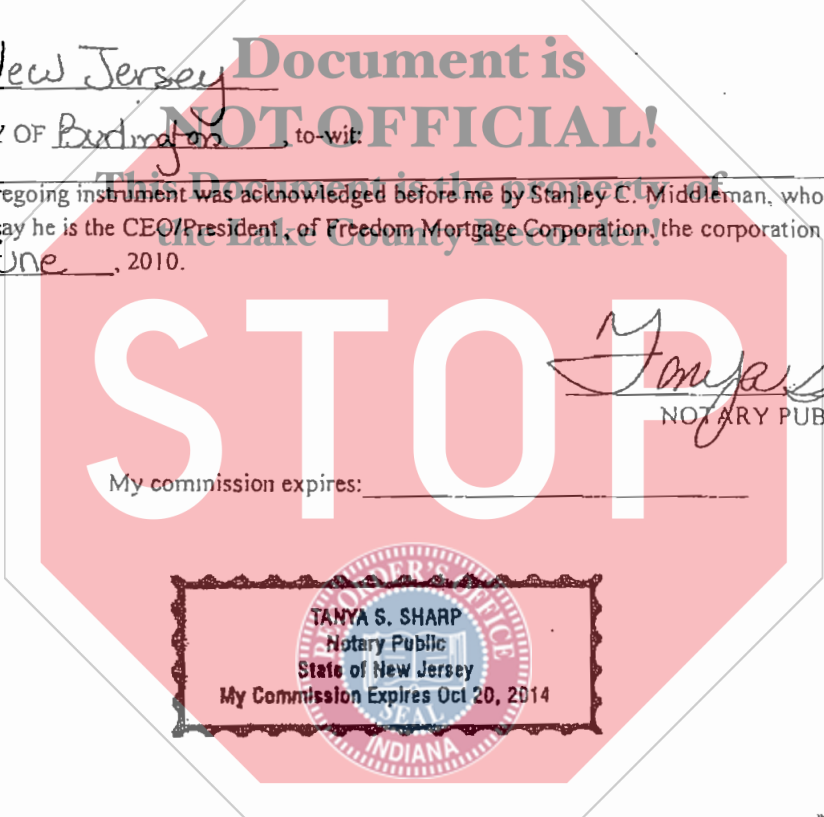 New Jersey
Document is
NOT OFFICIAL!
Y OF Burlington, to-wit:
This Document is the property of
regoing instrument was acknowledged before me by Stanley C. Middleman, who
the Lake County Recorder!
say he is the CEO/President, of Freedom Mortgage Corporation, the corporation
June, 2010.
STOP
Tanya S
NOTARY PUB
My commission expires:
RECORDER'S OFFICE
TANYA S. SHARP
Notary Public
State of New Jersey
My Commission Expires Oct 20, 2014
SEAL
INDIANA